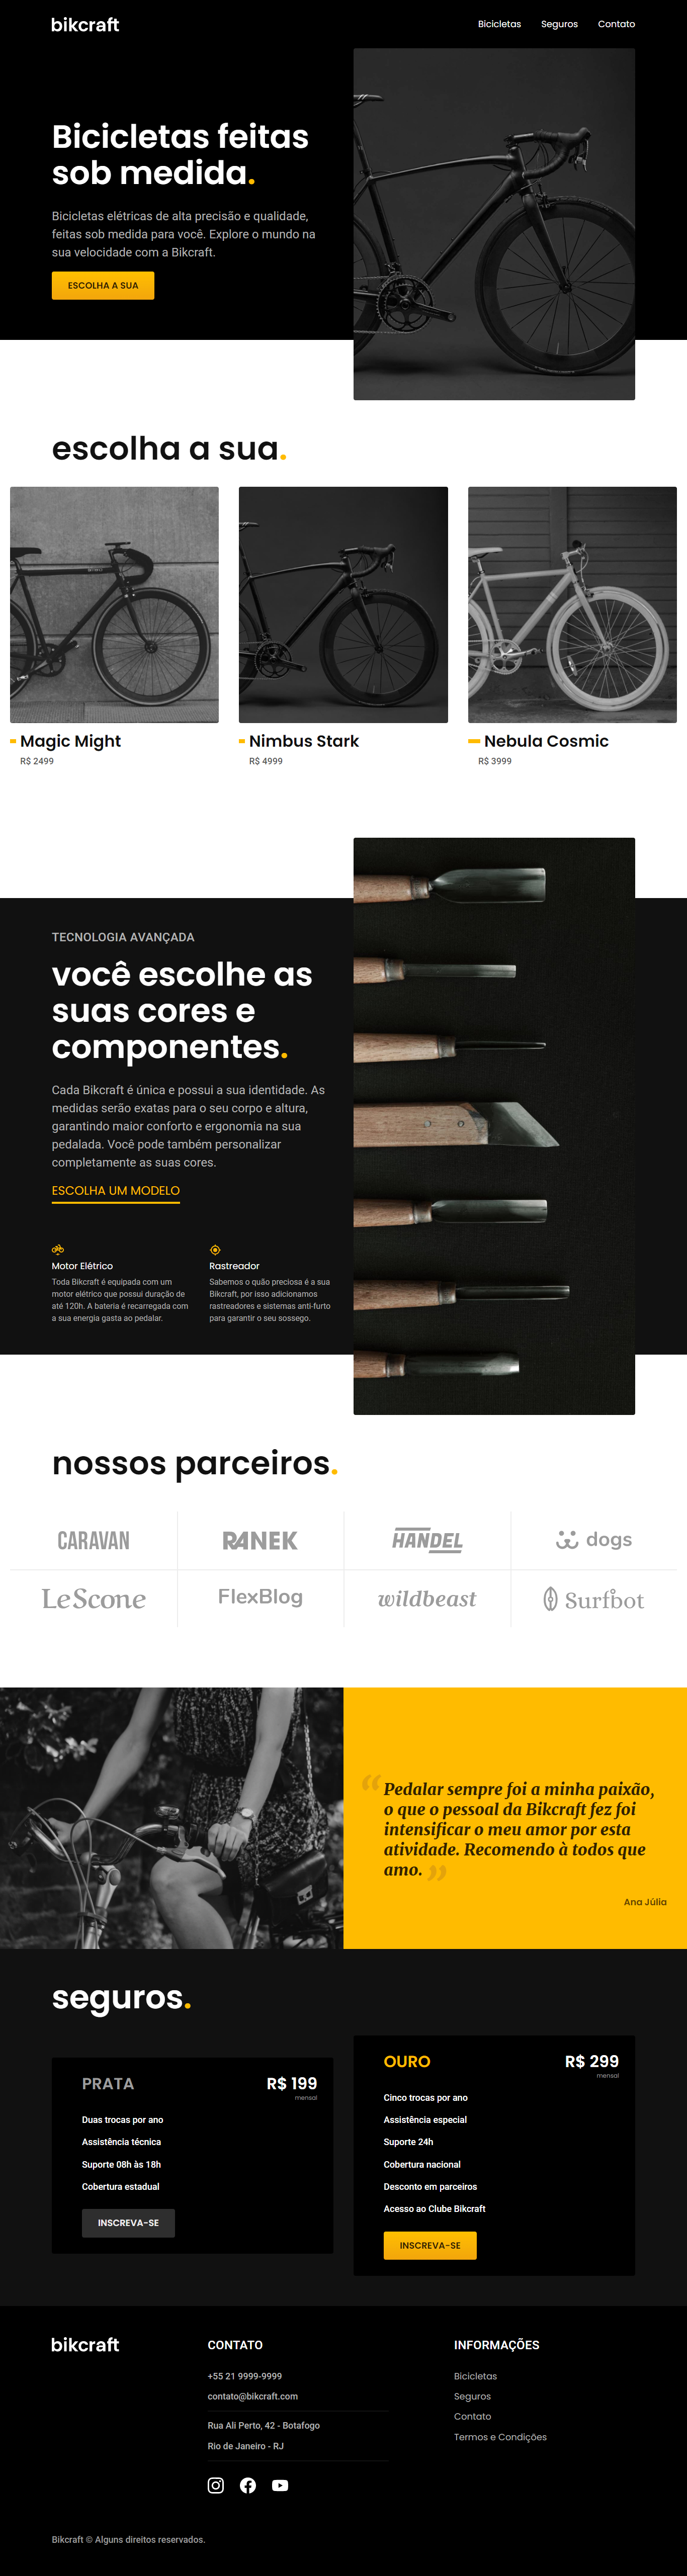 bikcraft
Bicicletas Seguros Contato
Bicicletas feitas
sob medida.
Bicicletas elétricas de alta precisão e qualidade,
feitas sob medida para você. Explore o mundo na
sua velocidade com a Bikcraft.
ESCOLHA A SUA
escolha a sua.
Magic Might
R$ 2499
Nimbus Stark
R$ 4999
Nebula Cosmic
R$ 3999
TECNOLOGIA AVANÇADA
você escolhe as
suas cores e
componentes.
Cada Bikcraft é única e possui a sua identidade. As
medidas serão exatas para o seu corpo e altura,
garantindo maior conforto e ergonomia na sua
pedalada. Você pode também personalizar
completamente as suas cores.
ESCOLHA UM MODELO
Motor Elétrico
Toda Bikcraft é equipada com um
motor elétrico que possui duração de
até 120h. A bateria é recarregada com
a sua energia gasta ao pedalar.
Rastreador
Sabemos o quão preciosa é a sua
Bikcraft, por isso adicionamos
rastreadores e sistemas anti-furto
para garantir o seu sossego.
nossos parceiros.
CARAVAN
RANEK
HANDEL
dogs
LeScone
FlexBlog
wildbeast
Surfbot
“Pedalar sempre foi a minha paixão,
o que o pessoal da Bikcraft fez foi
intensificar o meu amor por esta
atividade. Recomendo à todos que
amo. ”
Ana Júlia
seguros.
PRATA
R$ 199
mensal
Duas trocas por ano
Assistência técnica
Suporte 08h às 18h
Cobertura estadual
INSCREVA-SE
OURO
R$ 299
mensal
Cinco trocas por ano
Assistência especial
Suporte 24h
Cobertura nacional
Desconto em parceiros
Acesso ao Clube Bikcraft
INSCREVA-SE
bikcraft
CONTATO
+55 21 9999-9999
contato@bikcraft.com
Rua Ali Perto, 42 - Botafogo
Rio de Janeiro - RJ
INFORMAÇÕES
Bicicletas
Seguros
Contato
Termos e Condições
Bikcraft © Alguns direitos reservados.